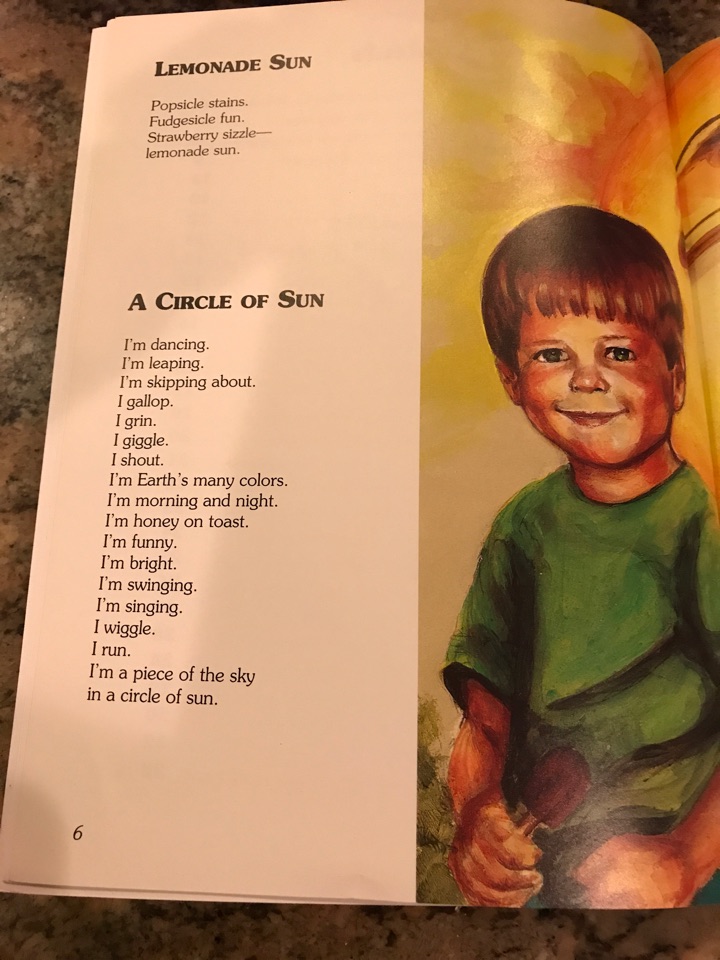 LEMONADE SUN
Popsicle stains.
Fudgesicle fun.
Strawberry sizzle—
lemonade sun.
A CIRCLE OF SUN
I'm dancing.
I'm leaping.
I'm skipping about.
I gallop.
I grin.
I giggle.
I shout.
I'm Earth's many colors.
I'm morning and night.
I'm honey on toast.
I'm funny.
I'm bright.
I'm swinging.
I'm singing.
I wiggle.
I run.
I'm a piece of the sky
in a circle of sun.
6